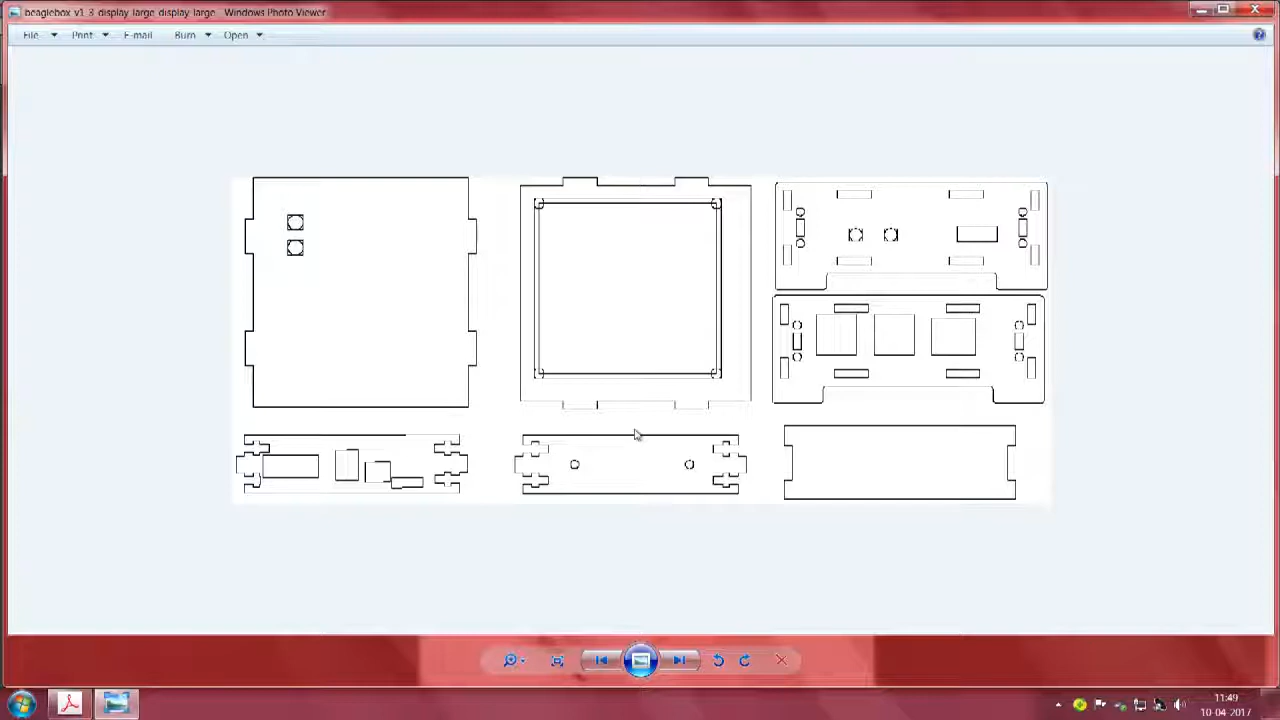 beaglebox v1 3 display large display large - Windows Photo Viewer
File Print E-mail Burn Open
11:49
10-04-2017